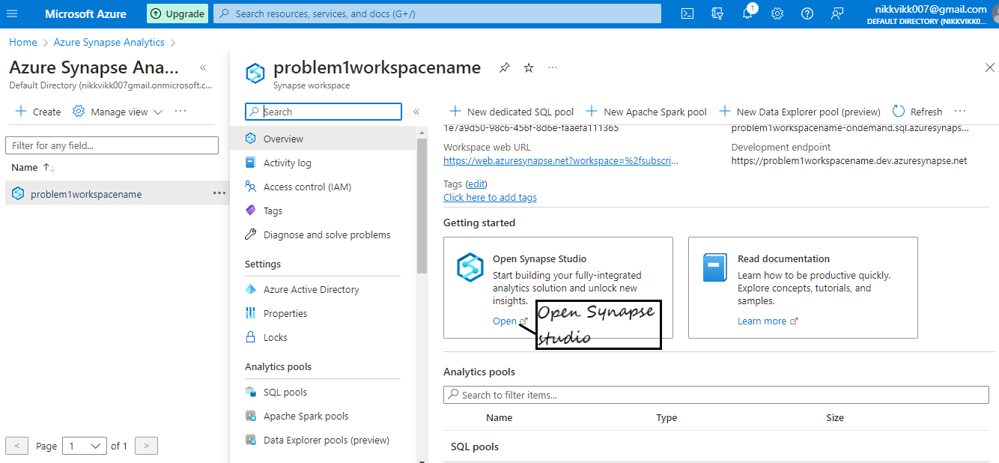 Microsoft Azure
Upgrade
Search resources, services, and docs (G+/)
1
nikkvikk007@gmail.com
DEFAULT DIRECTORY (NIKKVIKK0...
Home > Azure Synapse Analytics >
Azure Synapse Ana... «
Default Directory (nikkvikk007gmail.onmicrosoft.c...
+ Create
Manage view
...
Filter for any field...
Name ↑↓
problem1workspacename ...
Page 1 of 1
problem1workspacename
...
Synapse workspace
Search
«
Overview
Activity log
Access control (IAM)
Tags
Diagnose and solve problems
Settings
Azure Active Directory
Properties
Locks
Analytics pools
SQL pools
Apache Spark pools
Data Explorer pools (preview)
+ New dedicated SQL pool + New Apache Spark pool + New Data Explorer pool (preview) Refresh ...
1e7a9d50-98c6-456f-8d6e-faaefa111365
Workspace web URL
https://web.azuresynapse.net?workspace=%2fsubscri...
problem1workspacename-ondemand.sql.azuresynaps...
Development endpoint
https://problem1workspacename.dev.azuresynapse.net
Tags (edit)
Click here to add tags
Getting started
Open Synapse Studio
Start building your fully-integrated
analytics solution and unlock new
insights.
Open
Open Synapse
studio
Read documentation
Learn how to be productive quickly.
Explore concepts, tutorials, and
samples.
Learn more
Analytics pools
Search to filter items...
Name Type Size
SQL pools